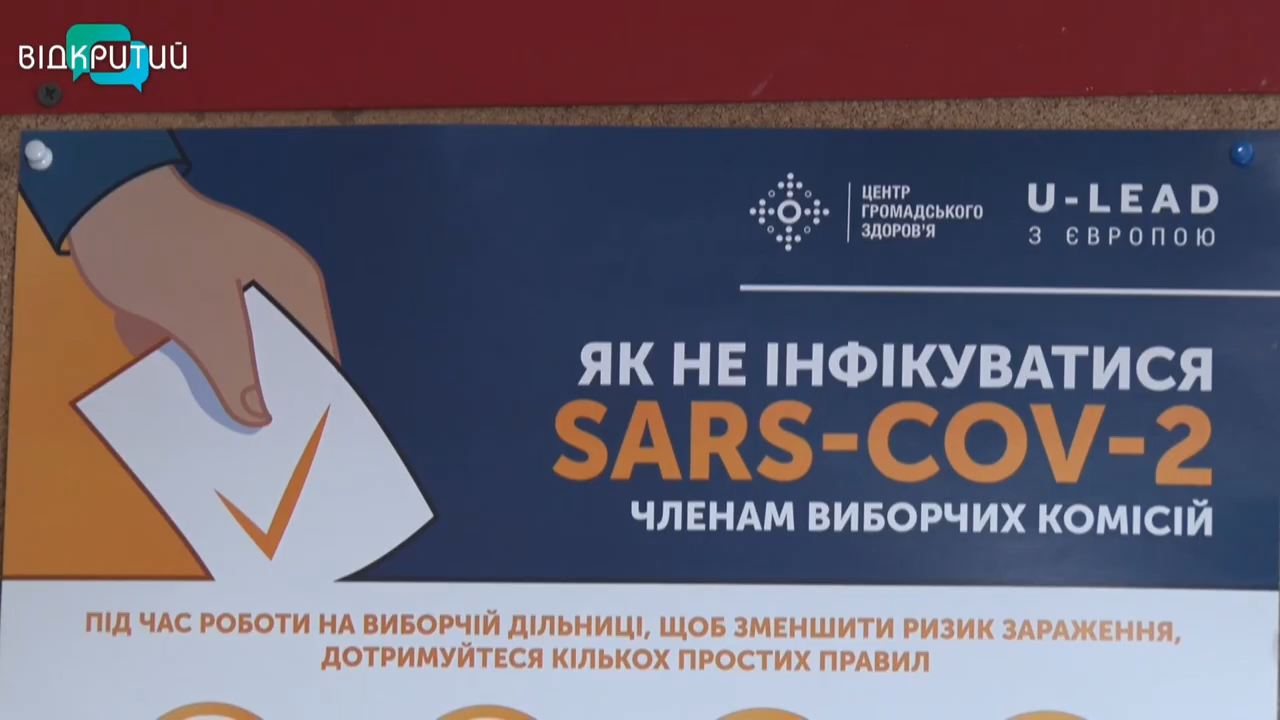 ВІДКРИТИЙ
ЦЕНТР
ГРОМАДСЬКОГО
ЗДОРОВ'Я
U-LEAD
З ЄВРОПОЮ
ЯК НЕ ІНФІКУВАТИСЯ
SARS-COV-2
ЧЛЕНАМ ВИБОРЧИХ КОМІСІЙ
ПІД ЧАС РОБОТИ НА ВИБОРЧІЙ ДІЛЬНИЦІ, ЩОБ ЗМЕНШИТИ РИЗИК ЗАРАЖЕННЯ,
ДОТРИМУЙТЕСЯ КІЛЬКОХ ПРОСТИХ ПРАВИЛ